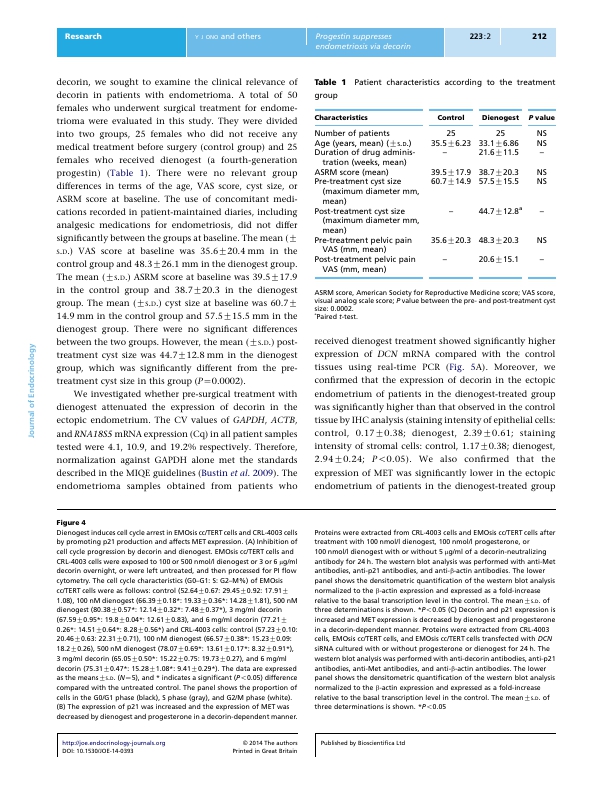 Research
Y J ONO and others
Progestin suppresses
endometriosis via decorin
223:2
212
decorin, we sought to examine the clinical relevance of
decorin in patients with endometrioma. A total of 50
females who underwent surgical treatment for endome-
trioma were evaluated in this study. They were divided
into two groups, 25 females who did not receive any
medical treatment before surgery (control group) and 25
females who received dienogest (a fourth-generation
progestin) (Table 1). There were no relevant group
differences in terms of the age, VAS score, cyst size, or
ASRM score at baseline. The use of concomitant medi-
cations recorded in patient-maintained diaries, including
analgesic medications for endometriosis, did not differ
significantly between the groups at baseline. The mean (±
S.D.) VAS score at baseline was 35.6±20.4 mm in the
control group and 48.3±26.1 mm in the dienogest group.
The mean (±S.D.) ASRM score at baseline was 39.5±17.9
in the control group and 38.7±20.3 in the dienogest
group. The mean (±S.D.) cyst size at baseline was 60.7±
14.9 mm in the control group and 57.5±15.5 mm in the
dienogest group. There were no significant differences
between the two groups. However, the mean (±S.D.) post-
treatment cyst size was 44.7±12.8 mm in the dienogest
group, which was significantly different from the pre-
treatment cyst size in this group (P=0.0002).
We investigated whether pre-surgical treatment with
dienogest attenuated the expression of decorin in the
ectopic endometrium. The CV values of GAPDH, ACTB,
and RNA18S5 mRNA expression (Cq) in all patient samples
tested were 4.1, 10.9, and 19.2% respectively. Therefore,
normalization against GAPDH alone met the standards
described in the MIQE guidelines (Bustin et al. 2009). The
endometrioma samples obtained from patients who
Table 1 Patient characteristics according to the treatment
group
Characteristics Control Dienogest P value
Number of patients 25 25 NS
Age (years, mean) (±S.D.) 35.5±6.23 33.1±6.86 NS
Duration of drug adminis- – 21.6±11.5 –
tration (weeks, mean)
ASRM score (mean) 39.5±17.9 38.7±20.3 NS
Pre-treatment cyst size 60.7±14.9 57.5±15.5 NS
(maximum diameter mm,
mean)
Post-treatment cyst size – 44.7±12.8a –
(maximum diameter mm,
mean)
Pre-treatment pelvic pain 35.6±20.3 48.3±20.3 NS
VAS (mm, mean)
Post-treatment pelvic pain – 20.6±15.1 –
VAS (mm, mean)
ASRM score, American Society for Reproductive Medicine score; VAS score,
visual analog scale score; P value between the pre- and post-treatment cyst
size: 0.0002.
aPaired t-test.
received dienogest treatment showed significantly higher
expression of DCN mRNA compared with the control
tissues using real-time PCR (Fig. 5A). Moreover, we
confirmed that the expression of decorin in the ectopic
endometrium of patients in the dienogest-treated group
was significantly higher than that observed in the control
tissue by IHC analysis (staining intensity of epithelial cells:
control, 0.17±0.38; dienogest, 2.39±0.61; staining
intensity of stromal cells: control, 1.17±0.38; dienogest,
2.94±0.24; P<0.05). We also confirmed that the
expression of MET was significantly lower in the ectopic
endometrium of patients in the dienogest-treated group
Journal of Endocrinology
Figure 4
Dienogest induces cell cycle arrest in EMOsis cc/TERT cells and CRL-4003 cells
by promoting p21 production and affects MET expression. (A) Inhibition of
cell cycle progression by decorin and dienogest. EMOsis cc/TERT cells and
CRL-4003 cells were exposed to 100 or 500 nmol/l dienogest or 3 or 6 µg/ml
decorin overnight, or were left untreated, and then processed for PI flow
cytometry. The cell cycle characteristics (G0–G1: S: G2–M%) of EMOsis
cc/TERT cells were as follows: control (52.64±0.67: 29.45±0.92: 17.91±
1.08), 100 nM dienogest (66.39±0.18*: 19.33±0.36*: 14.28±1.81), 500 nM
dienogest (80.38±0.57*: 12.14±0.32*: 7.48±0.37*), 3 mg/ml decorin
(67.59±0.95*: 19.8±0.04*: 12.61±0.83), and 6 mg/ml decorin (77.21±
0.26*: 14.51±0.64*: 8.28±0.56*) and CRL-4003 cells: control (57.23±0.10:
20.46±0.63: 22.31±0.71), 100 nM dienogest (66.57±0.38*: 15.23±0.09:
18.2±0.26), 500 nM dienogest (78.07±0.69*: 13.61±0.17*: 8.32±0.91*),
3 mg/ml decorin (65.05±0.50*: 15.22±0.75: 19.73±0.27), and 6 mg/ml
decorin (75.31±0.47*: 15.28±1.08*: 9.41±0.29*). The data are expressed
as the means±S.D. (N=5), and * indicates a significant (P<0.05) difference
compared with the untreated control. The panel shows the proportion of
cells in the G0/G1 phase (black), S phase (gray), and G2/M phase (white).
(B) The expression of p21 was increased and the expression of MET was
decreased by dienogest and progesterone in a decorin-dependent manner.
Proteins were extracted from CRL-4003 cells and EMOsis cc/TERT cells after
treatment with 100 nmol/l dienogest, 100 nmol/l progesterone, or
100 nmol/l dienogest with or without 5 µg/ml of a decorin-neutralizing
antibody for 24 h. The western blot analysis was performed with anti-Met
antibodies, anti-p21 antibodies, and anti-β-actin antibodies. The lower
panel shows the densitometric quantification of the western blot analysis
normalized to the β-actin expression and expressed as a fold-increase
relative to the basal transcription level in the control. The mean±S.D. of
three determinations is shown. *P<0.05 (C) Decorin and p21 expression is
increased and MET expression is decreased by dienogest and progesterone
in a decorin-dependent manner. Proteins were extracted from CRL-4003
cells, EMOsis cc/TERT cells, and EMOsis cc/TERT cells transfected with DCN
siRNA cultured with or without progesterone or dienogest for 24 h. The
western blot analysis was performed with anti-decorin antibodies, anti-p21
antibodies, anti-Met antibodies, and anti-β-actin antibodies. The lower
panel shows the densitometric quantification of the western blot analysis
normalized to the β-actin expression and expressed as a fold-increase
relative to the basal transcription level in the control. The mean±S.D. of
three determinations is shown. *P<0.05
http://joe.endocrinology-journals.org
DOI: 10.1530/JOE-14-0393
© 2014 The authors
Printed in Great Britain
Published by Bioscientifica Ltd